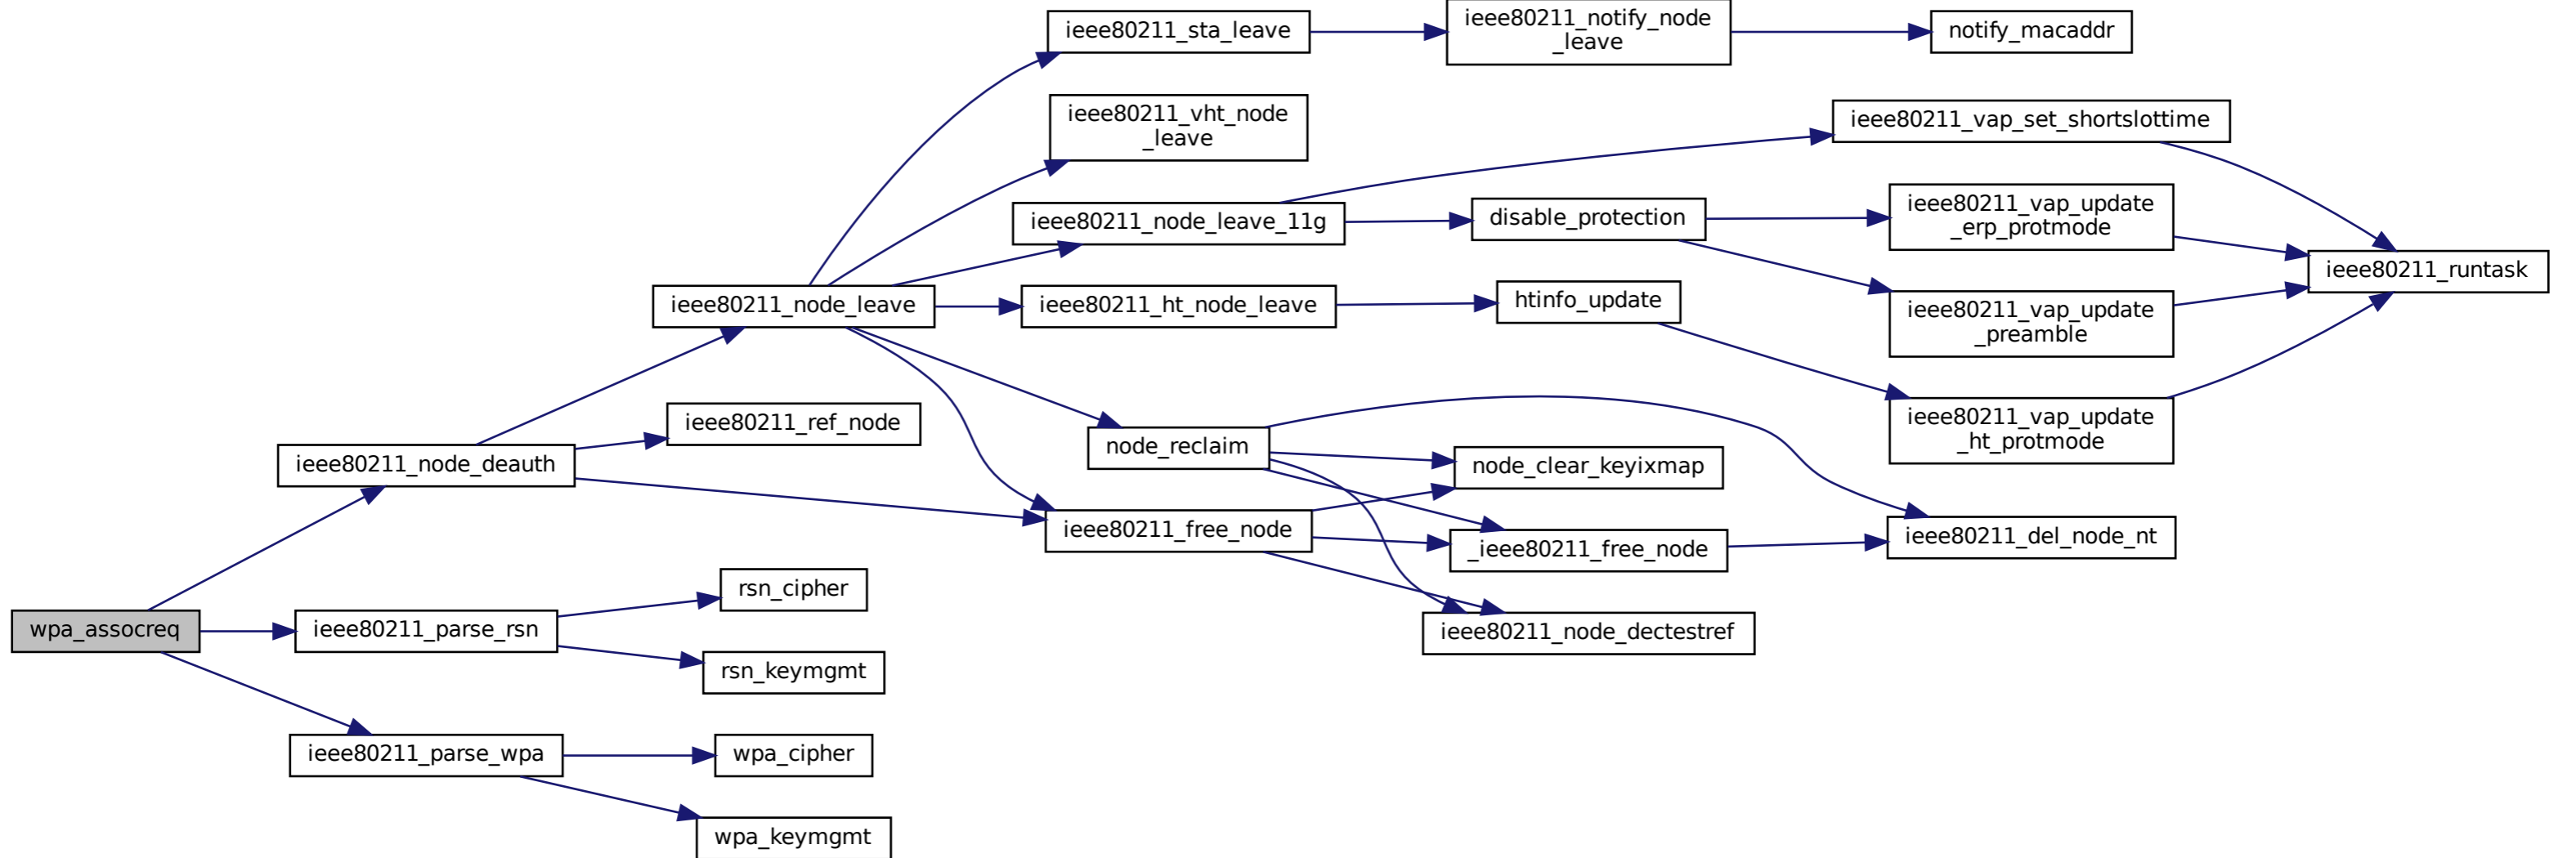 ieee80211_sta_leave
ieee80211_notify_node
_leave
notify_macaddr
ieee80211_vht_node
_leave
ieee80211_vap_set_shortslottime
ieee80211_node_leave_11g
disable_protection
ieee80211_vap_update
_erp_protmode
ieee80211_runtask
ieee80211_node_leave
ieee80211_ht_node_leave
htinfo_update
ieee80211_vap_update
_preamble
ieee80211_ref_node
ieee80211_vap_update
_ht_protmode
ieee80211_node_deauth
node_reclaim
node_clear_keyixmap
ieee80211_free_node
_ieee80211_free_node
ieee80211_del_node_nt
rsn_cipher
wpa_assocreq
ieee80211_parse_rsn
ieee80211_node_dectestref
rsn_keymgmt
ieee80211_parse_wpa
wpa_cipher
wpa_keymgmt